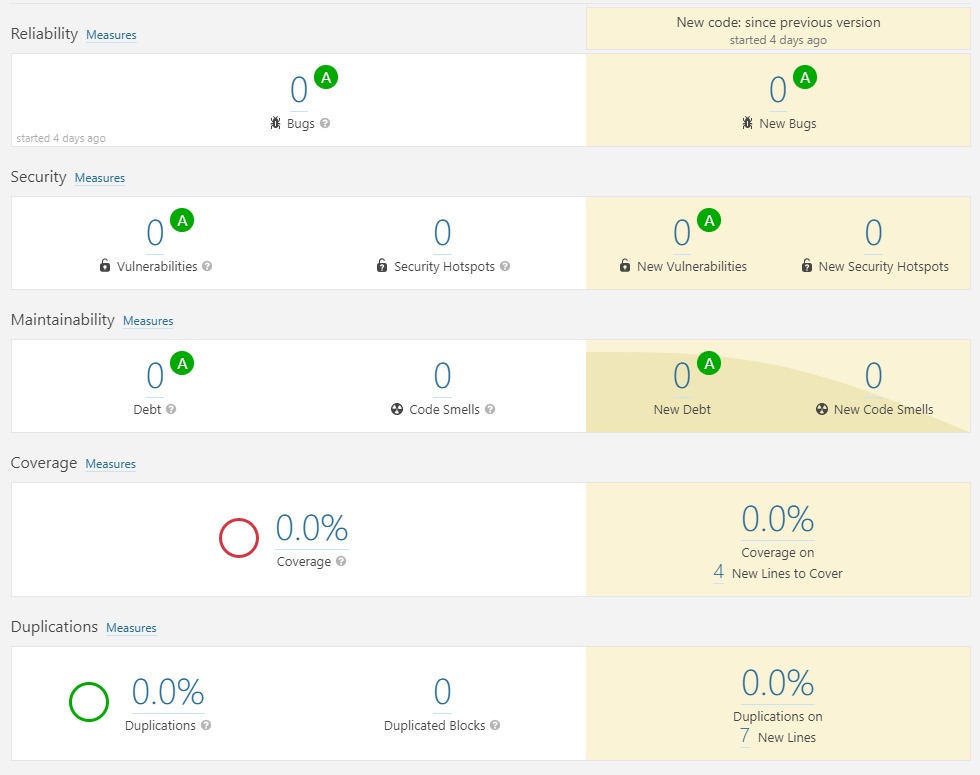 Reliability Measures
New code: since previous version
started 4 days ago
0 A
Bugs ?
started 4 days ago
0 A
New Bugs
Security Measures
0 A
Vulnerabilities ?
0
Security Hotspots ?
0 A
New Vulnerabilities
0
New Security Hotspots
Maintainability Measures
0 A
Debt ?
0
Code Smells ?
0 A
New Debt
0
New Code Smells
Coverage Measures
0.0%
Coverage ?
0.0%
Coverage on
4 New Lines to Cover
Duplications Measures
0.0%
Duplications ?
0
Duplicated Blocks ?
0.0%
Duplications on
7 New Lines